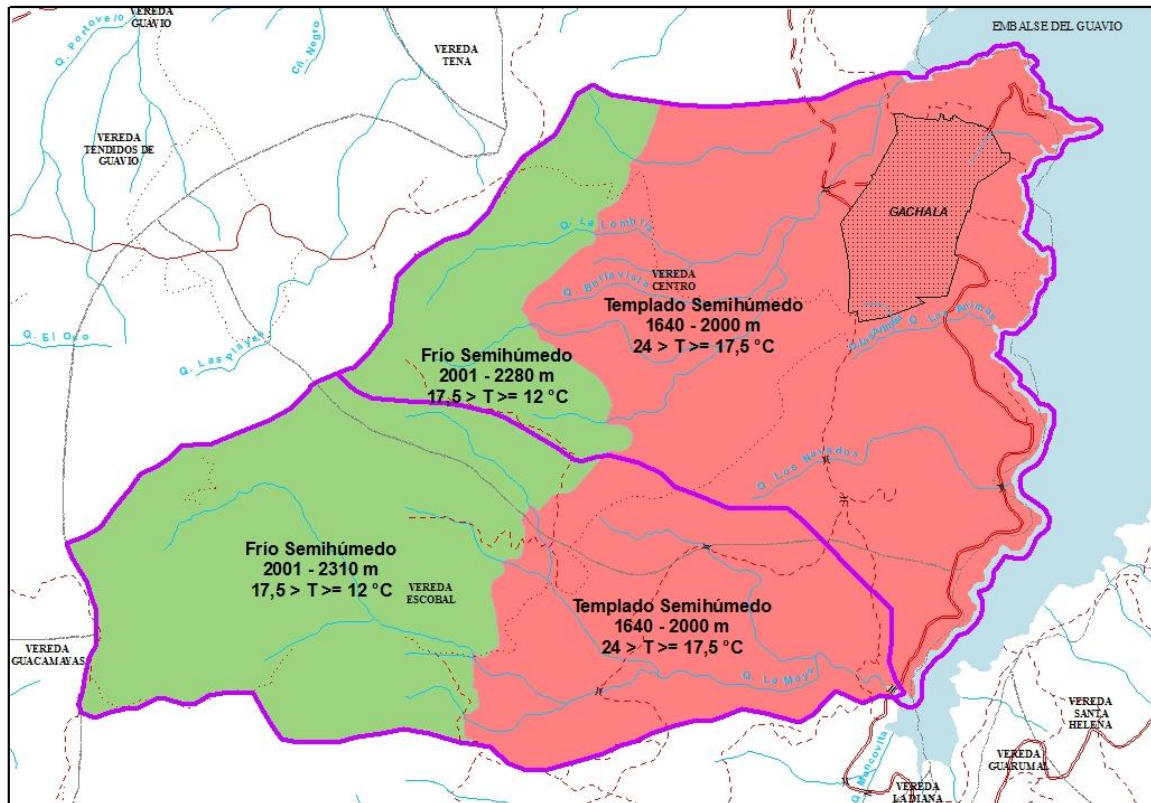 VEREDA
GUAVIO
EMBALSE DEL GUAVIO
Q. Portovelo
Cñ. Negro
VEREDA
TENA
VEREDA
TENDIDOS DE
GUAVIO
GACHALA
Q. La Lombriz
VEREDA
CENTRO
Q. Bellavista
Templado Semihúmedo
1640 - 2000 m
24 > T >= 17,5 °C
Q. Las Animas
Q. El Oso
Q. Las Playas
Frío Semihúmedo
2001 - 2280 m
17,5 > T >= 12 °C
Q. Los Nevados
Frío Semihúmedo
2001 - 2310 m
17,5 > T >= 12 °C
VEREDA
ESCOBAL
Templado Semihúmedo
1640 - 2000 m
24 > T >= 17,5 °C
VEREDA
GUACAMAYAS
Q. La Moya
VEREDA
SANTA
HELENA
VEREDA
GUARUMAL
Q. Moncovita
VEREDA
LA DIANA